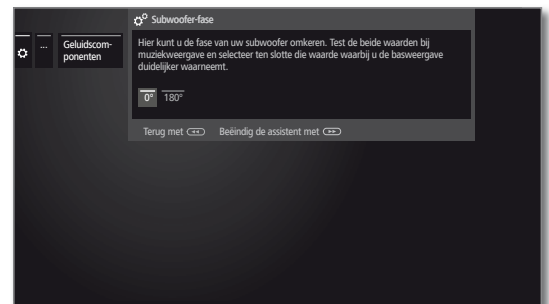 Subwoofer-fase
...
Geluidscom-
ponenten
Hier kunt u de fase van uw subwoofer omkeren. Test de beide waarden bij
muziekweergave en selecteer ten slotte die waarde waarbij u de basweergave
duidelijker waarneemt.
0° 180°
Terug met Beëindig de assistent met